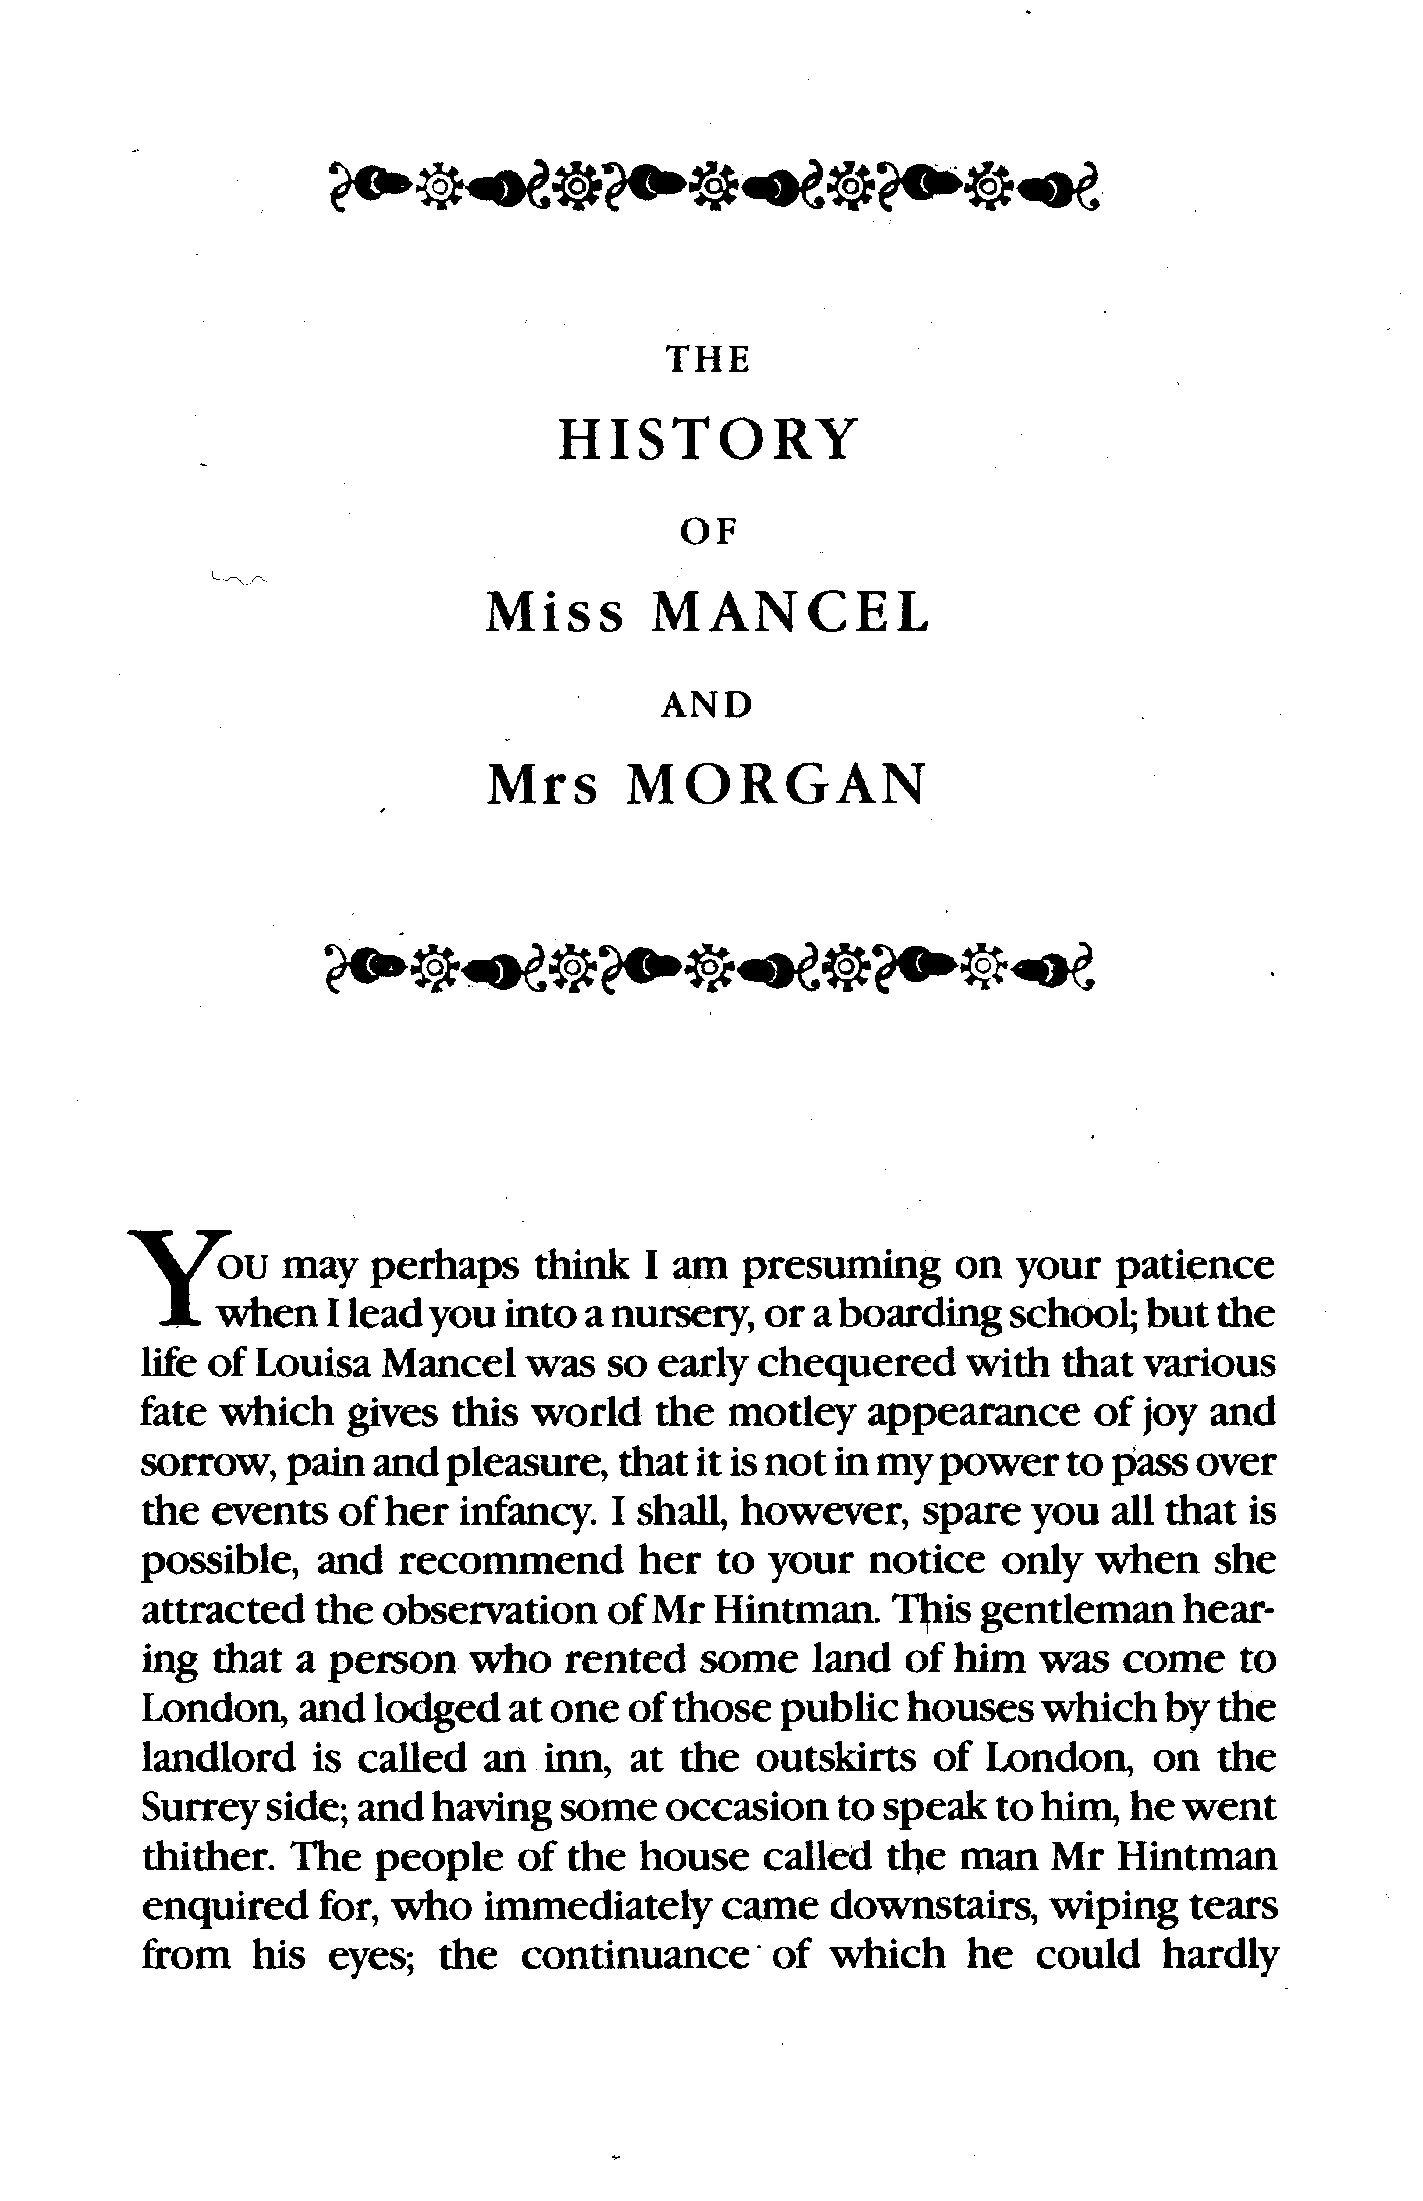 THE
HISTORY
OF
Miss MANCEL
AND
Mrs MORGAN
You may perhaps think I am presuming on your patience
when I lead you into a nursery, or a boarding school; but the
life of Louisa Mancel was so early chequered with that various
fate which gives this world the motley appearance of joy and
sorrow, pain and pleasure, that it is not in my power to pass over
the events of her infancy. I shall, however, spare you all that is
possible, and recommend her to your notice only when she
attracted the observation of Mr Hintman. This gentleman hear-
ing that a person who rented some land of him was come to
London, and lodged at one of those public houses which by the
landlord is called an inn, at the outskirts of London, on the
Surrey side; and having some occasion to speak to him, he went
thither. The people of the house called the man Mr Hintman
enquired for, who immediately came downstairs, wiping tears
from his eyes; the continuance of which he could hardly